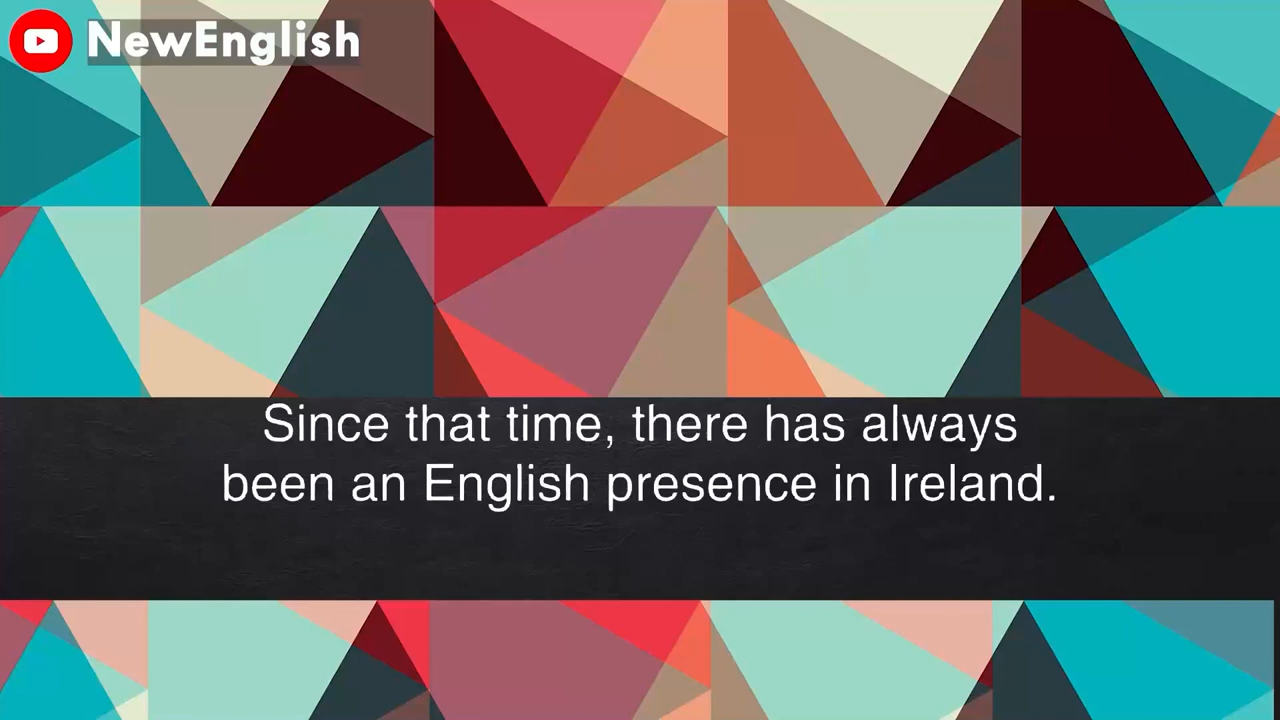 NewEnglish
Since that time, there has always
been an English presence in Ireland.